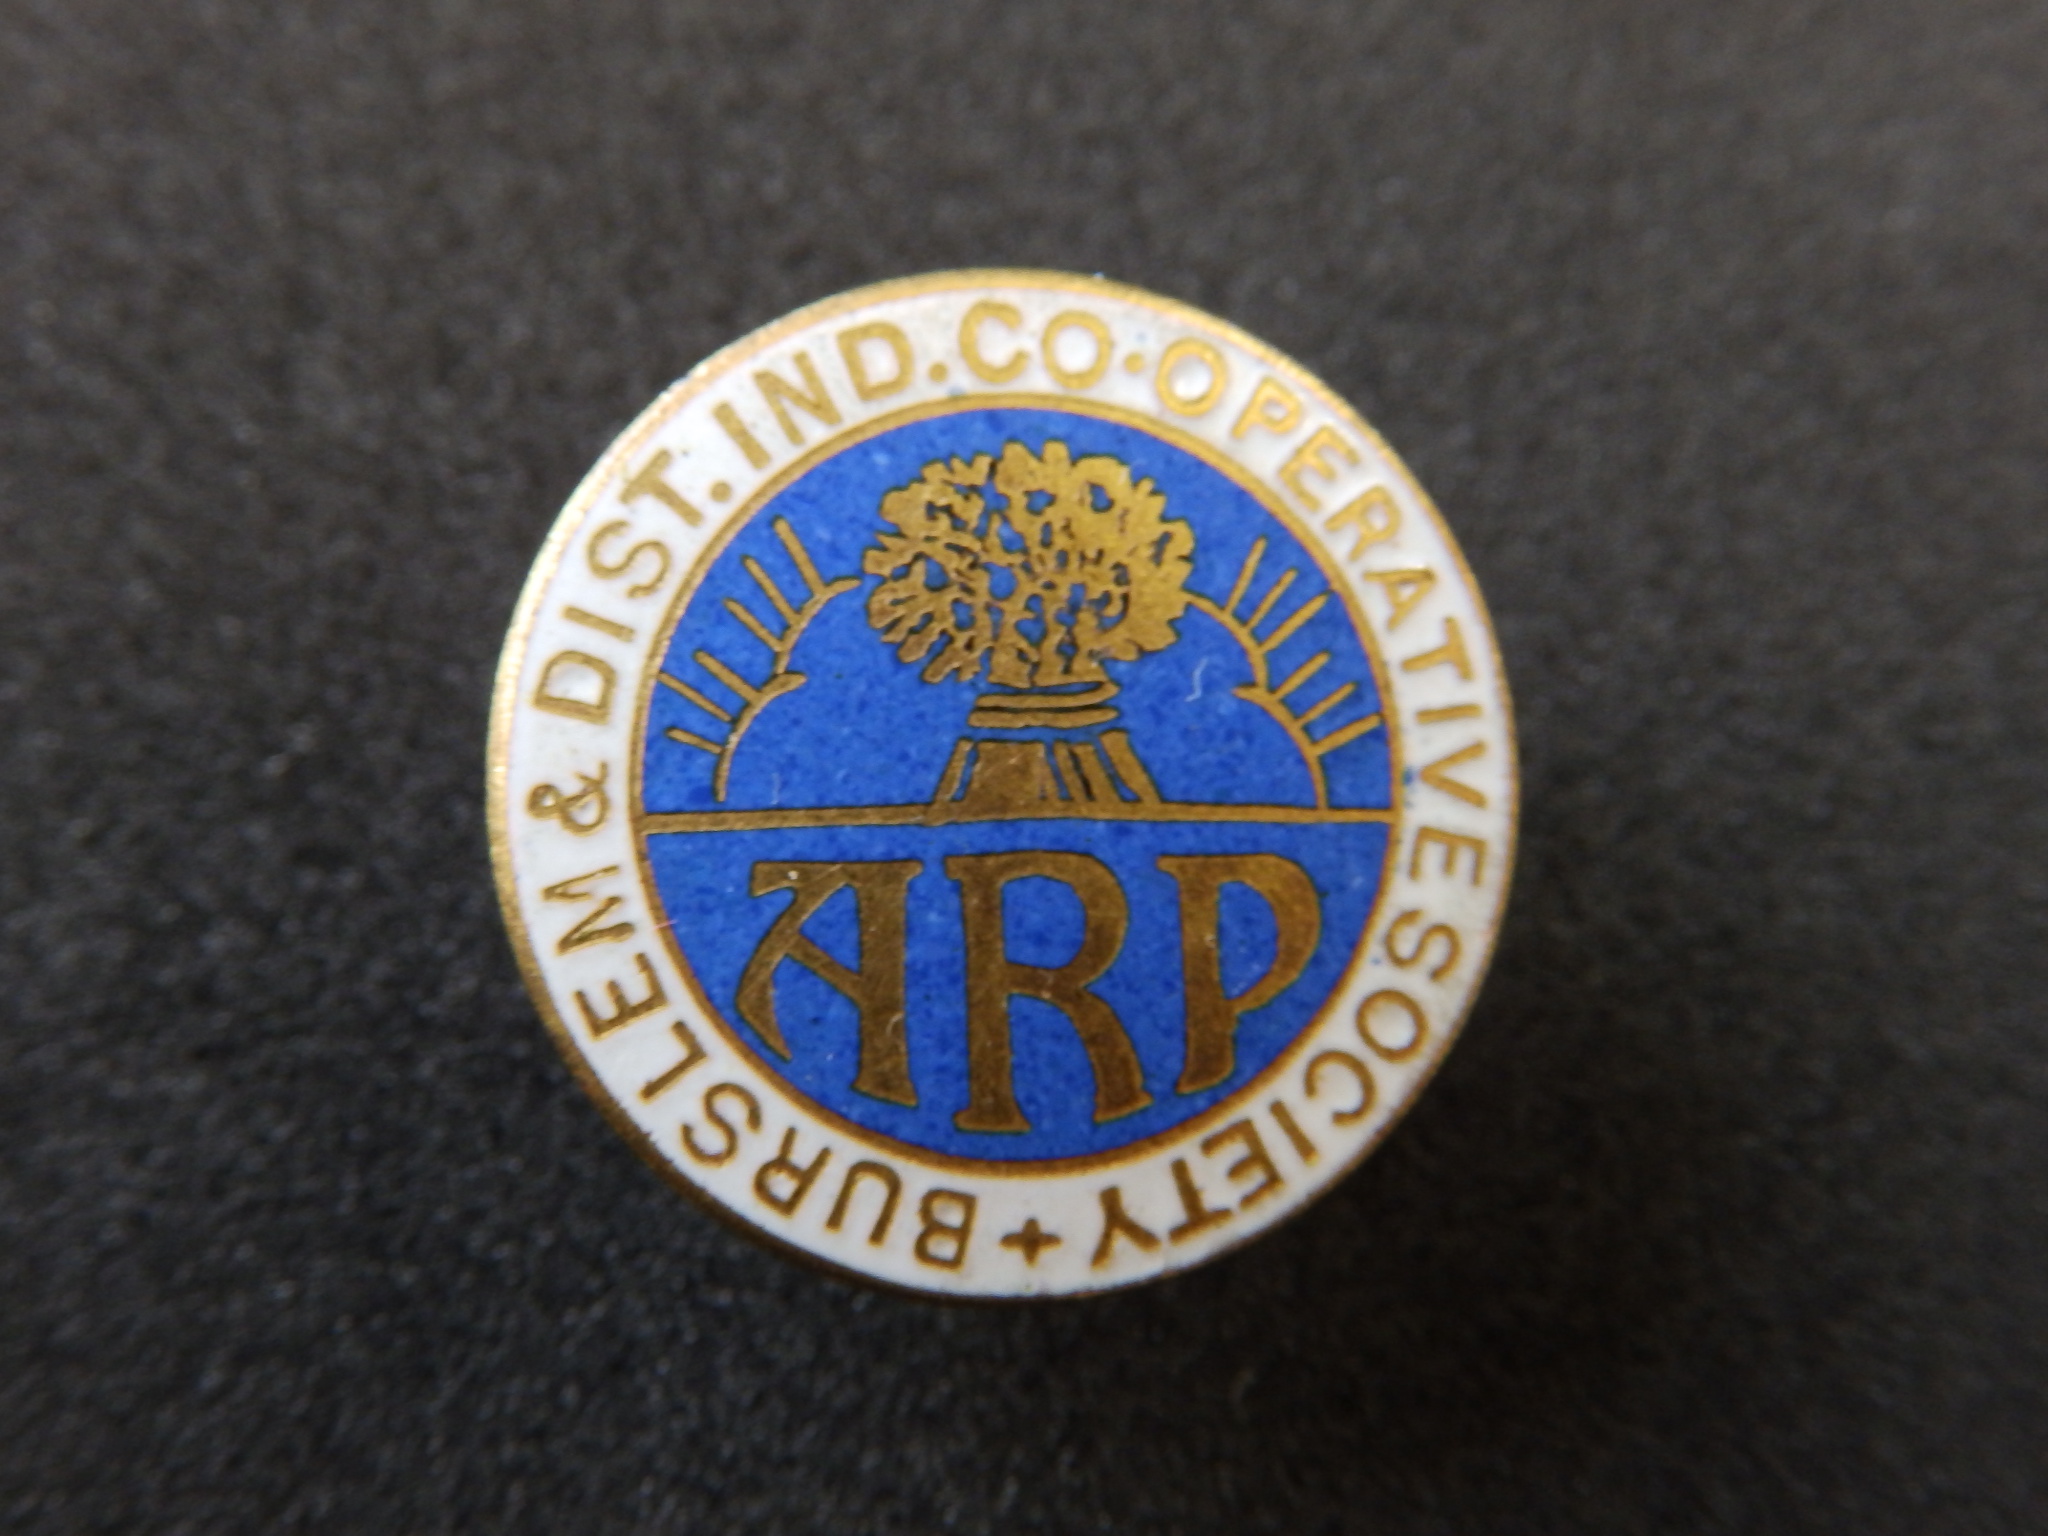 BURSLEM & DIST. IND. CO·OPERATIVE SOCIETY
ARP